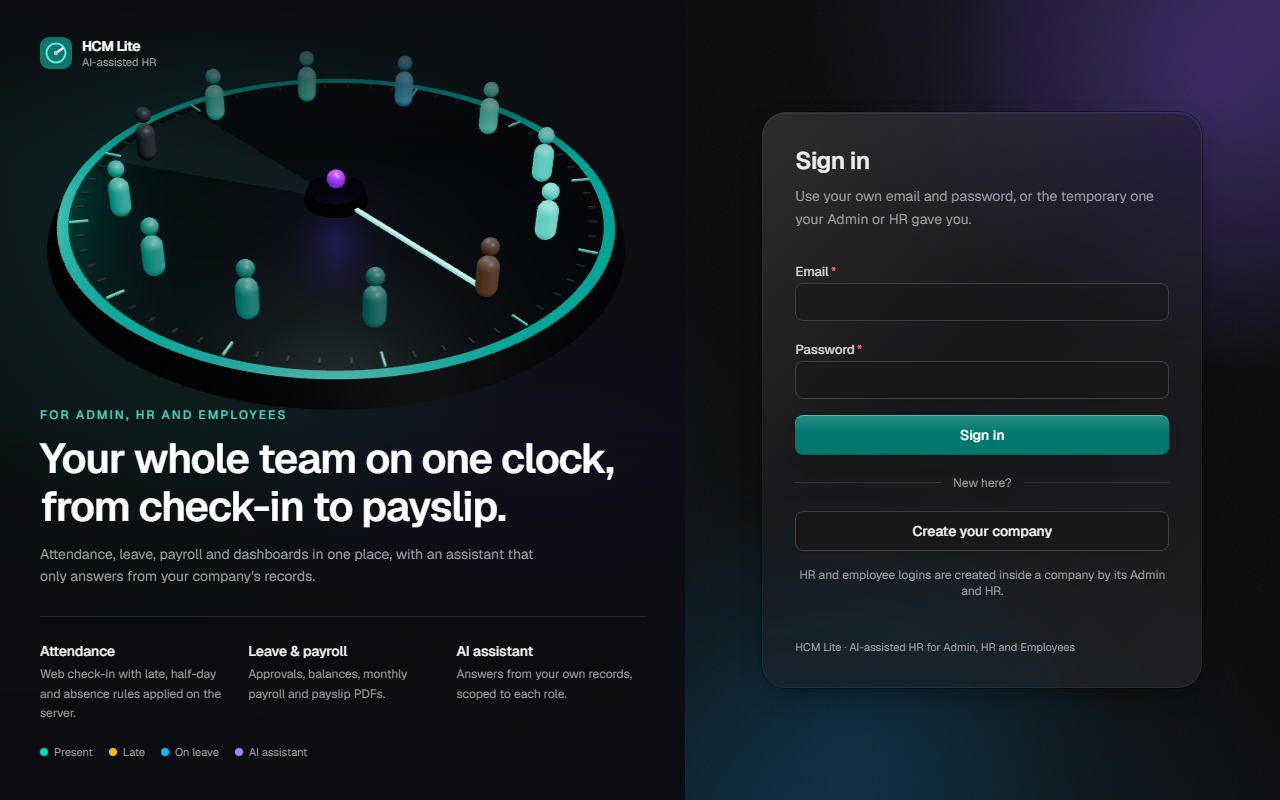 HCM Lite
AI-assisted HR
FOR ADMIN, HR AND EMPLOYEES
Your whole team on one clock,
from check-in to payslip.
Attendance, leave, payroll and dashboards in one place, with an assistant that
only answers from your company's records.
Attendance
Web check-in with late, half-day
and absence rules applied on the
server.
Leave & payroll
Approvals, balances, monthly
payroll and payslip PDFs.
AI assistant
Answers from your own records,
scoped to each role.
Present
Late
On leave
AI assistant
Sign in
Use your own email and password, or the temporary one
your Admin or HR gave you.
Email *
Password *
Sign in
New here?
Create your company
HR and employee logins are created inside a company by its Admin
and HR.
HCM Lite · AI-assisted HR for Admin, HR and Employees